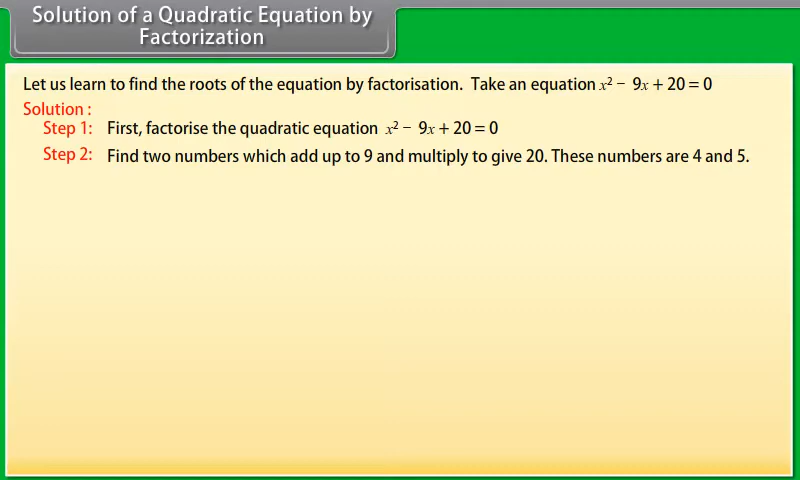 Solution of a Quadratic Equation by
Factorization
Let us learn to find the roots of the equation by factorisation. Take an equation x² − 9x + 20 = 0
Solution :
Step 1: First, factorise the quadratic equation x² − 9x + 20 = 0
Step 2: Find two numbers which add up to 9 and multiply to give 20. These numbers are 4 and 5.